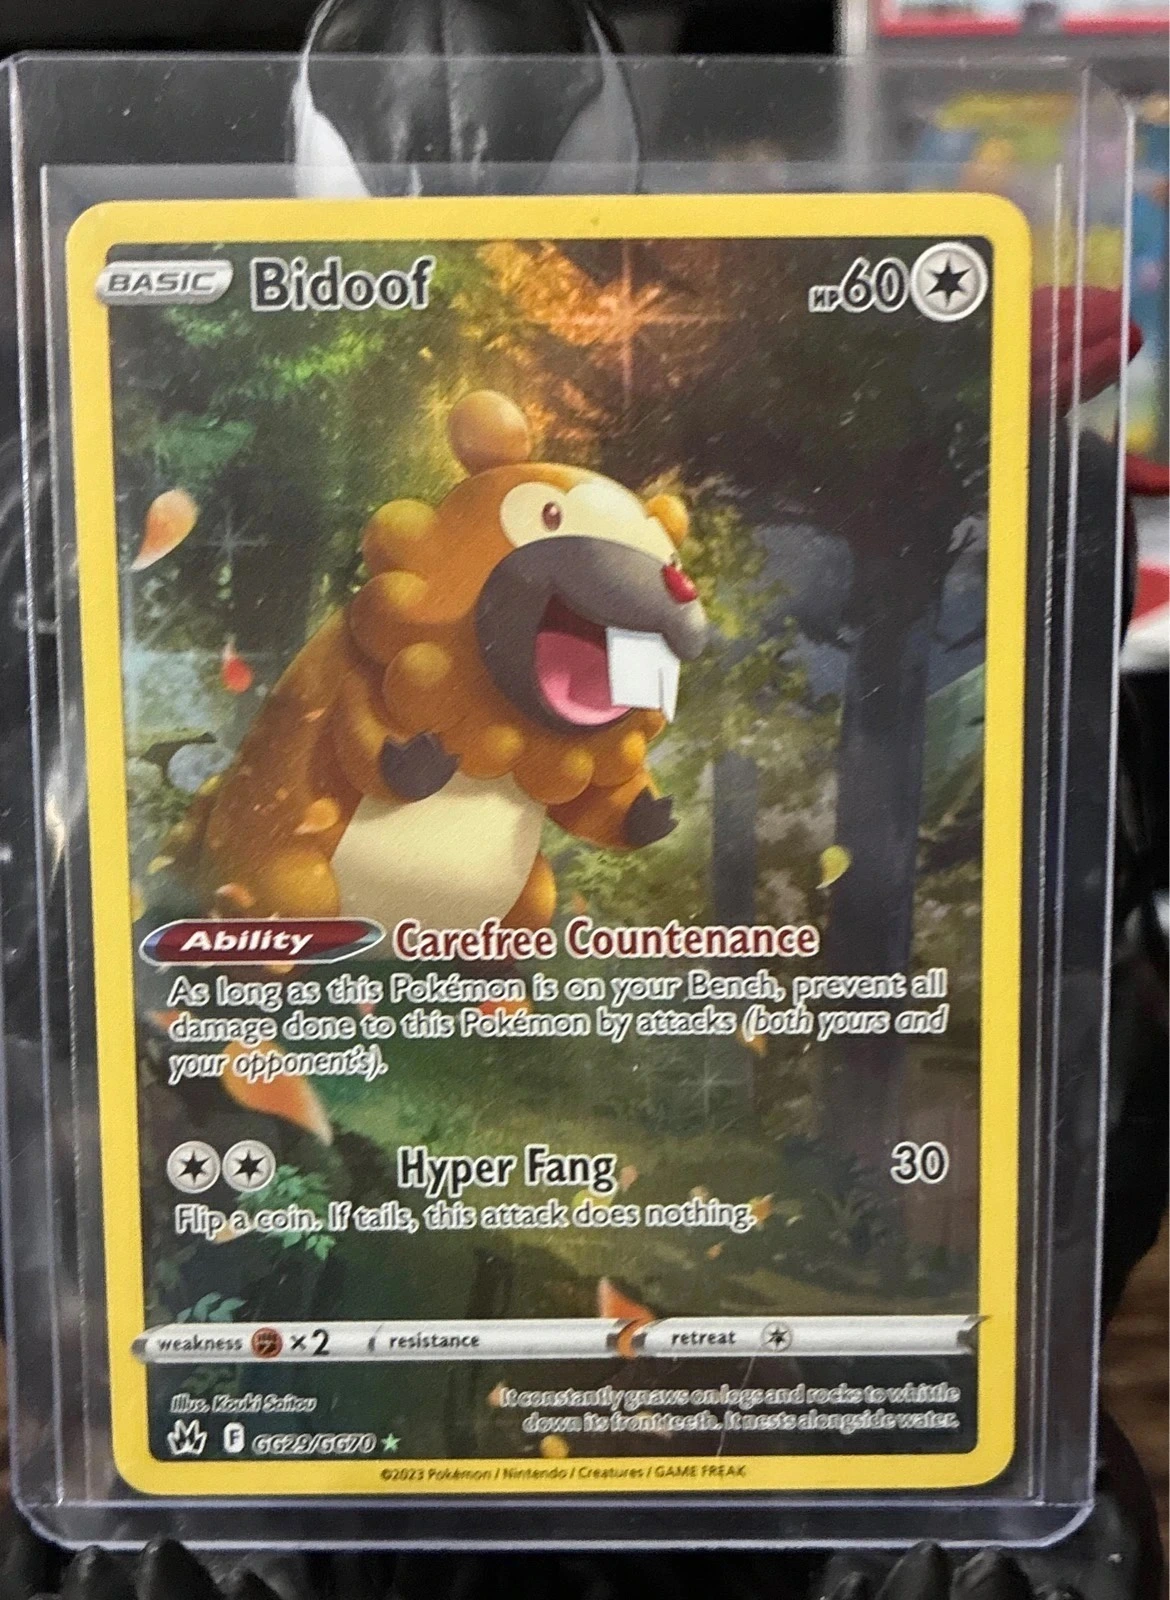 BASIC Bidoof HP 60
Ability Carefree Countenance
As long as this Pokémon is on your Bench, prevent all
damage done to this Pokémon by attacks (both yours and
your opponent's).
Hyper Fang 30
Flip a coin. If tails, this attack does nothing.
weakness ×2 resistance retreat
Illus. Kouki Saitou
It constantly gnaws on logs and rocks to whittle
down its front teeth. It nests alongside water.
F GG29/GG70 ★
©2023 Pokémon / Nintendo / Creatures / GAME FREAK